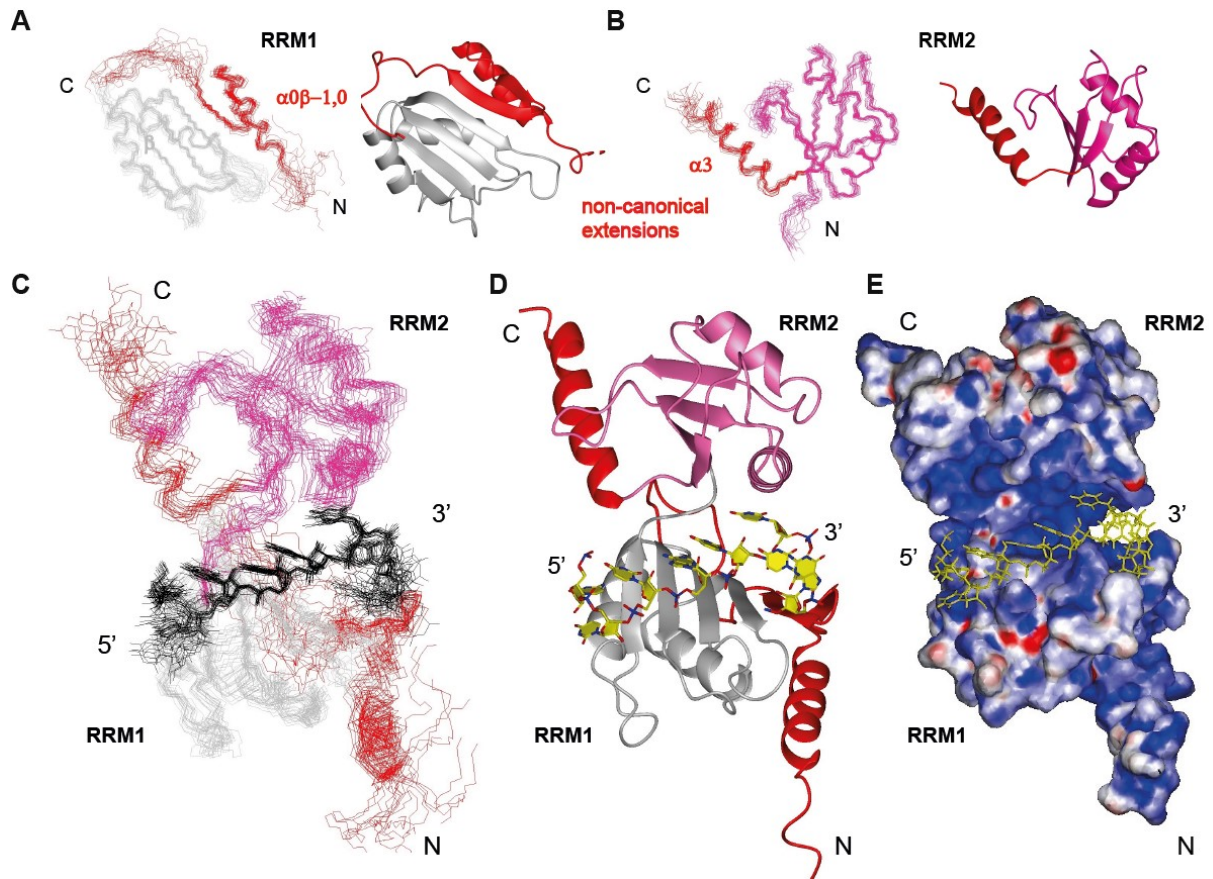 A
RRM1
C
α0β−1,0
N
B
RRM2
C
α3
N
non-canonical
extensions
C
C
RRM2
3'
5'
RRM1
N
D
C
RRM2
5'
3'
RRM1
N
E
C
RRM2
5'
3'
RRM1
N